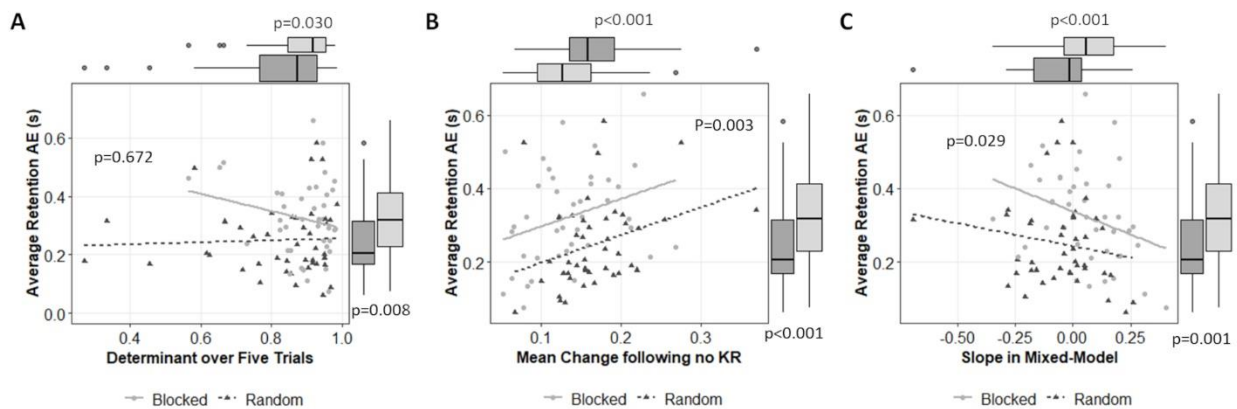 A
p=0.030
Average Retention AE (s)
0.6
0.4
0.2
0.0
p=0.672
p=0.008
0.4
0.6
0.8
1.0
Determinant over Five Trials
Blocked
Random
B
p<0.001
Average Retention AE (s)
0.6
0.4
0.2
P=0.003
p<0.001
0.1
0.2
0.3
Mean Change following no KR
Blocked
Random
C
p<0.001
Average Retention AE (s)
0.6
0.4
0.2
p=0.029
p=0.001
-0.50
-0.25
0.00
0.25
Slope in Mixed-Model
Blocked
Random